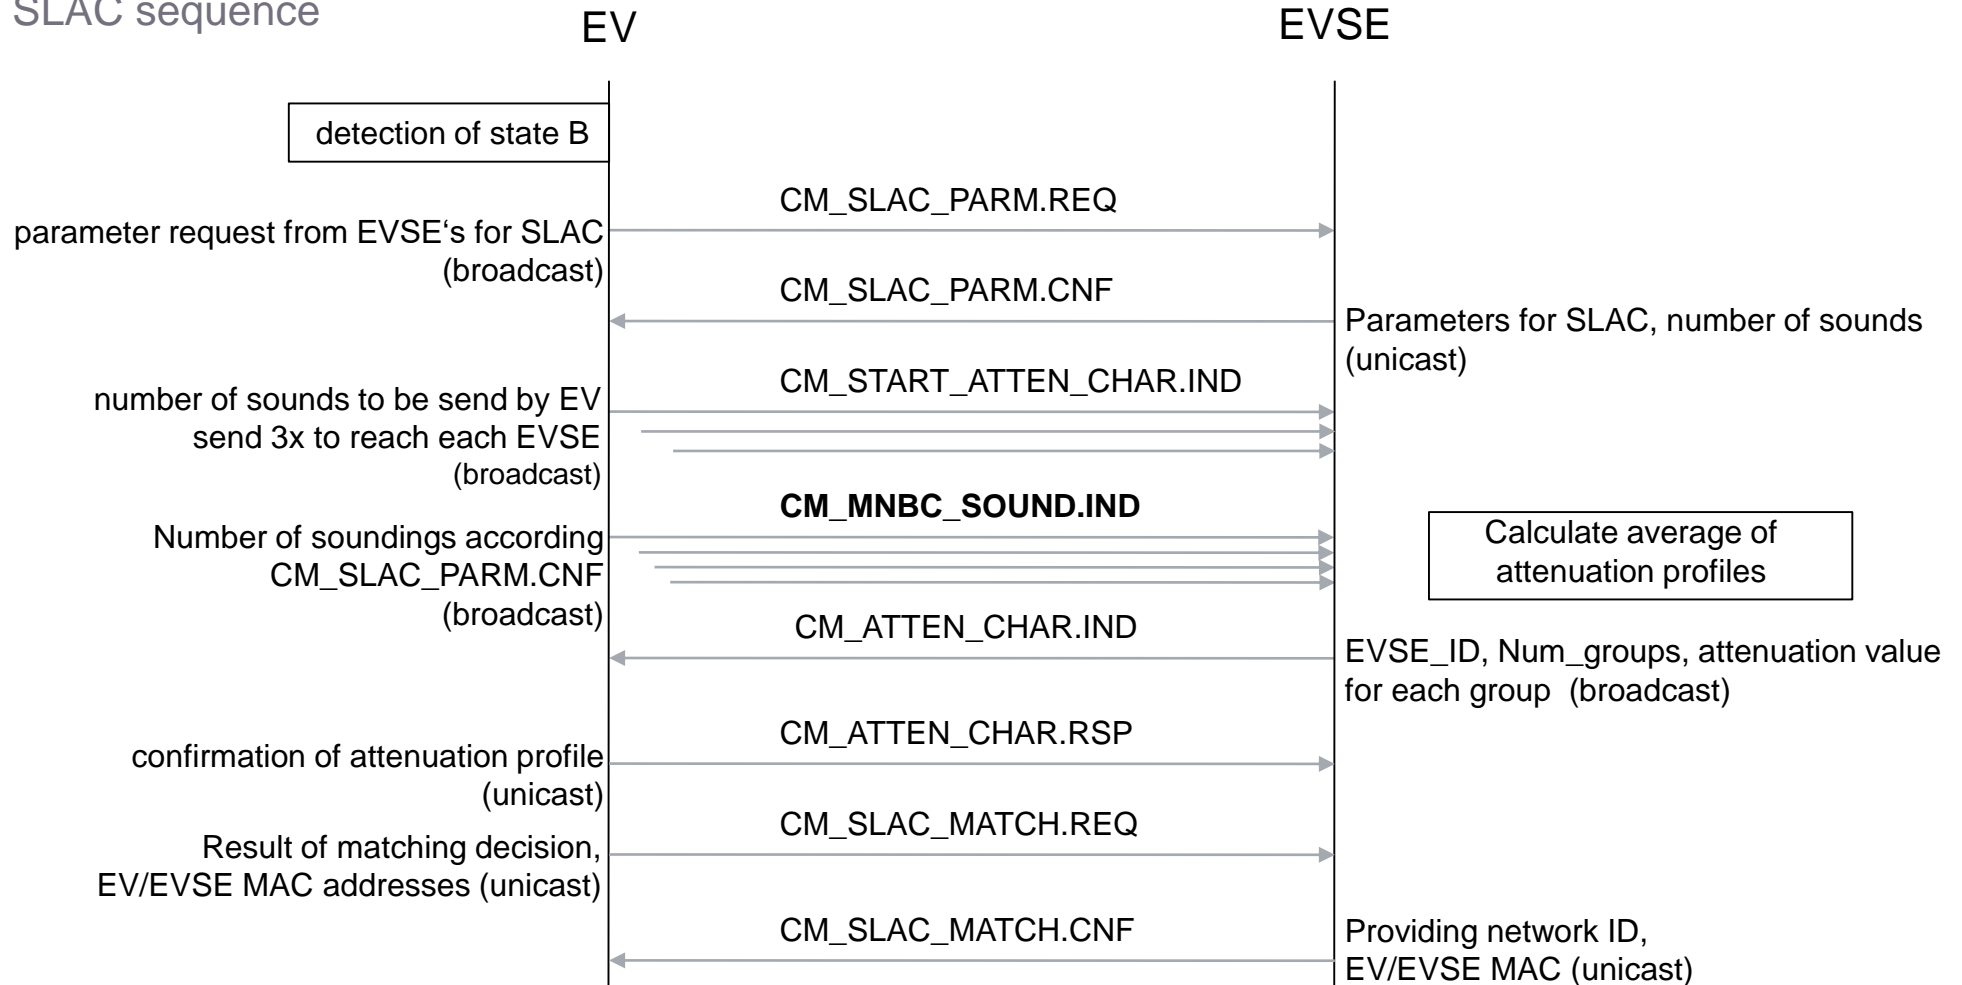 SLAC sequence
EV
EVSE
detection of state B
CM_SLAC_PARM.REQ
parameter request from EVSE‘s for SLAC
(broadcast)
CM_SLAC_PARM.CNF
Parameters for SLAC, number of sounds
(unicast)
CM_START_ATTEN_CHAR.IND
number of sounds to be send by EV
send 3x to reach each EVSE
(broadcast)
CM_MNBC_SOUND.IND
Number of soundings according
CM_SLAC_PARM.CNF
(broadcast)
Calculate average of
attenuation profiles
CM_ATTEN_CHAR.IND
EVSE_ID, Num_groups, attenuation value
for each group (broadcast)
CM_ATTEN_CHAR.RSP
confirmation of attenuation profile
(unicast)
CM_SLAC_MATCH.REQ
Result of matching decision,
EV/EVSE MAC addresses (unicast)
CM_SLAC_MATCH.CNF
Providing network ID,
EV/EVSE MAC (unicast)